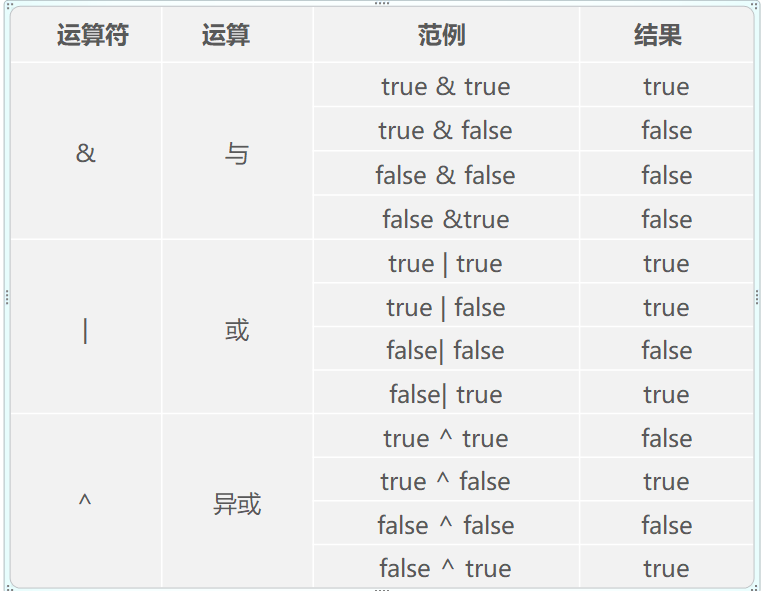 运算符 运算 范例 结果
true & true true
true & false false
& 与
false & false false
false &true false
true | true true
true | false true
| 或
false| false false
false| true true
true ^ true false
true ^ false true
^ 异或
false ^ false false
false ^ true true